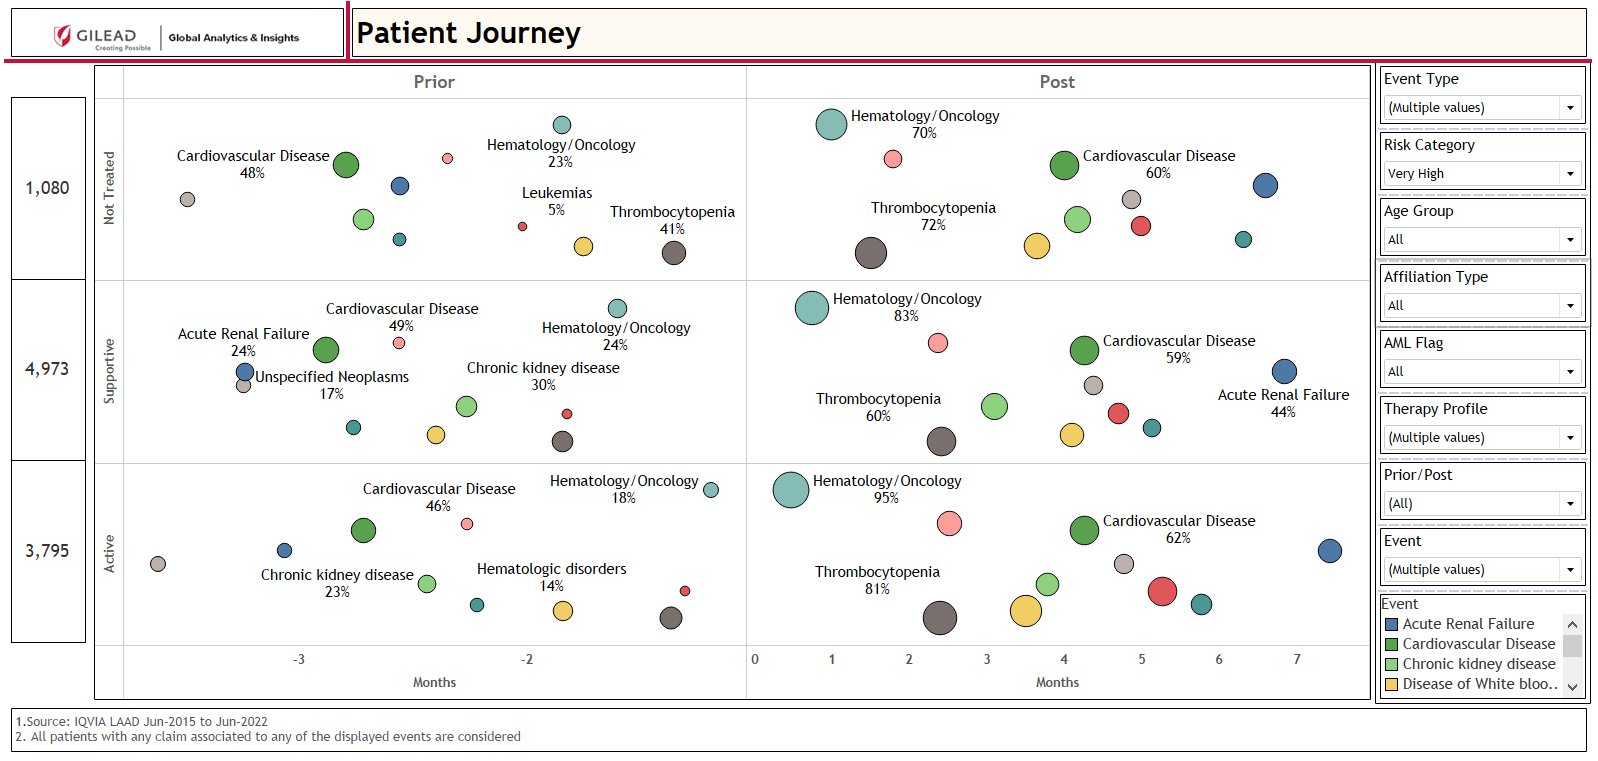 GILEAD
Creating Possible
Global Analytics & Insights
Patient Journey
Prior
Post
1,080
Not Treated
Cardiovascular Disease
48%
Hematology/Oncology
23%
Leukemias
5%
Thrombocytopenia
41%
Hematology/Oncology
70%
Cardiovascular Disease
60%
Thrombocytopenia
72%
4,973
Supportive
Cardiovascular Disease
49%
Acute Renal Failure
24%
Hematology/Oncology
24%
Unspecified Neoplasms
17%
Chronic kidney disease
30%
Hematology/Oncology
83%
Cardiovascular Disease
59%
Thrombocytopenia
60%
Acute Renal Failure
44%
3,795
Active
Hematology/Oncology
18%
Cardiovascular Disease
46%
Chronic kidney disease
23%
Hematologic disorders
14%
Hematology/Oncology
95%
Cardiovascular Disease
62%
Thrombocytopenia
81%
-3 -2
Months
0 1 2 3 4 5 6 7
Months
Event Type
(Multiple values)
Risk Category
Very High
Age Group
All
Affiliation Type
All
AML Flag
All
Therapy Profile
(Multiple values)
Prior/Post
(All)
Event
(Multiple values)
Event
Acute Renal Failure
Cardiovascular Disease
Chronic kidney disease
Disease of White bloo..
1.Source: IQVIA LAAD Jun-2015 to Jun-2022
2. All patients with any claim associated to any of the displayed events are considered